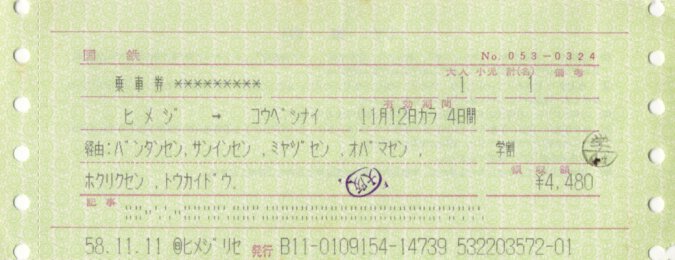 国鉄 No. 053-0324
大人 小児 計(名) 備考
乗車券 ********* 1 1
有効期間
ヒメジ → コウベシナイ 11月12日カラ 4日間
経由:バンタンセン,サンインセン ,ミヤヅセン ,オバマセン , 学割 学
領収額
ホクリクセン ,トウカイドウ. ¥4,480
記事
58.11.11 @ヒメジリセ 発行 B11-0109154-14739 532203572-01